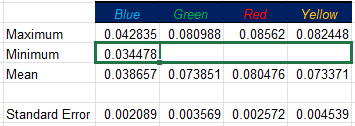 Blue Green Red Yellow
Maximum 0.042835 0.080988 0.08562 0.082448
Minimum 0.034478
Mean 0.038657 0.073851 0.080476 0.073371
Standard Error 0.002089 0.003569 0.002572 0.004539